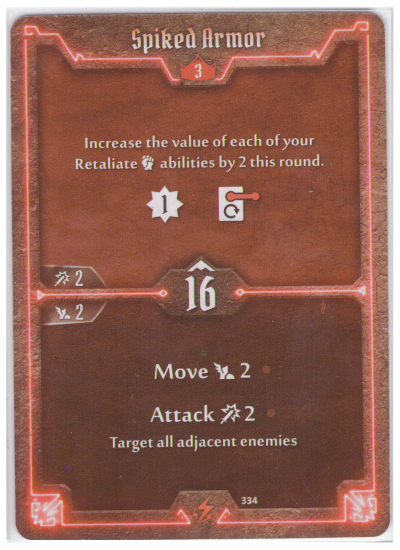 Spiked Armor
3
Increase the value of each of your
Retaliate abilities by 2 this round.
1
2
16
2
Move 2
Attack 2
Target all adjacent enemies
334